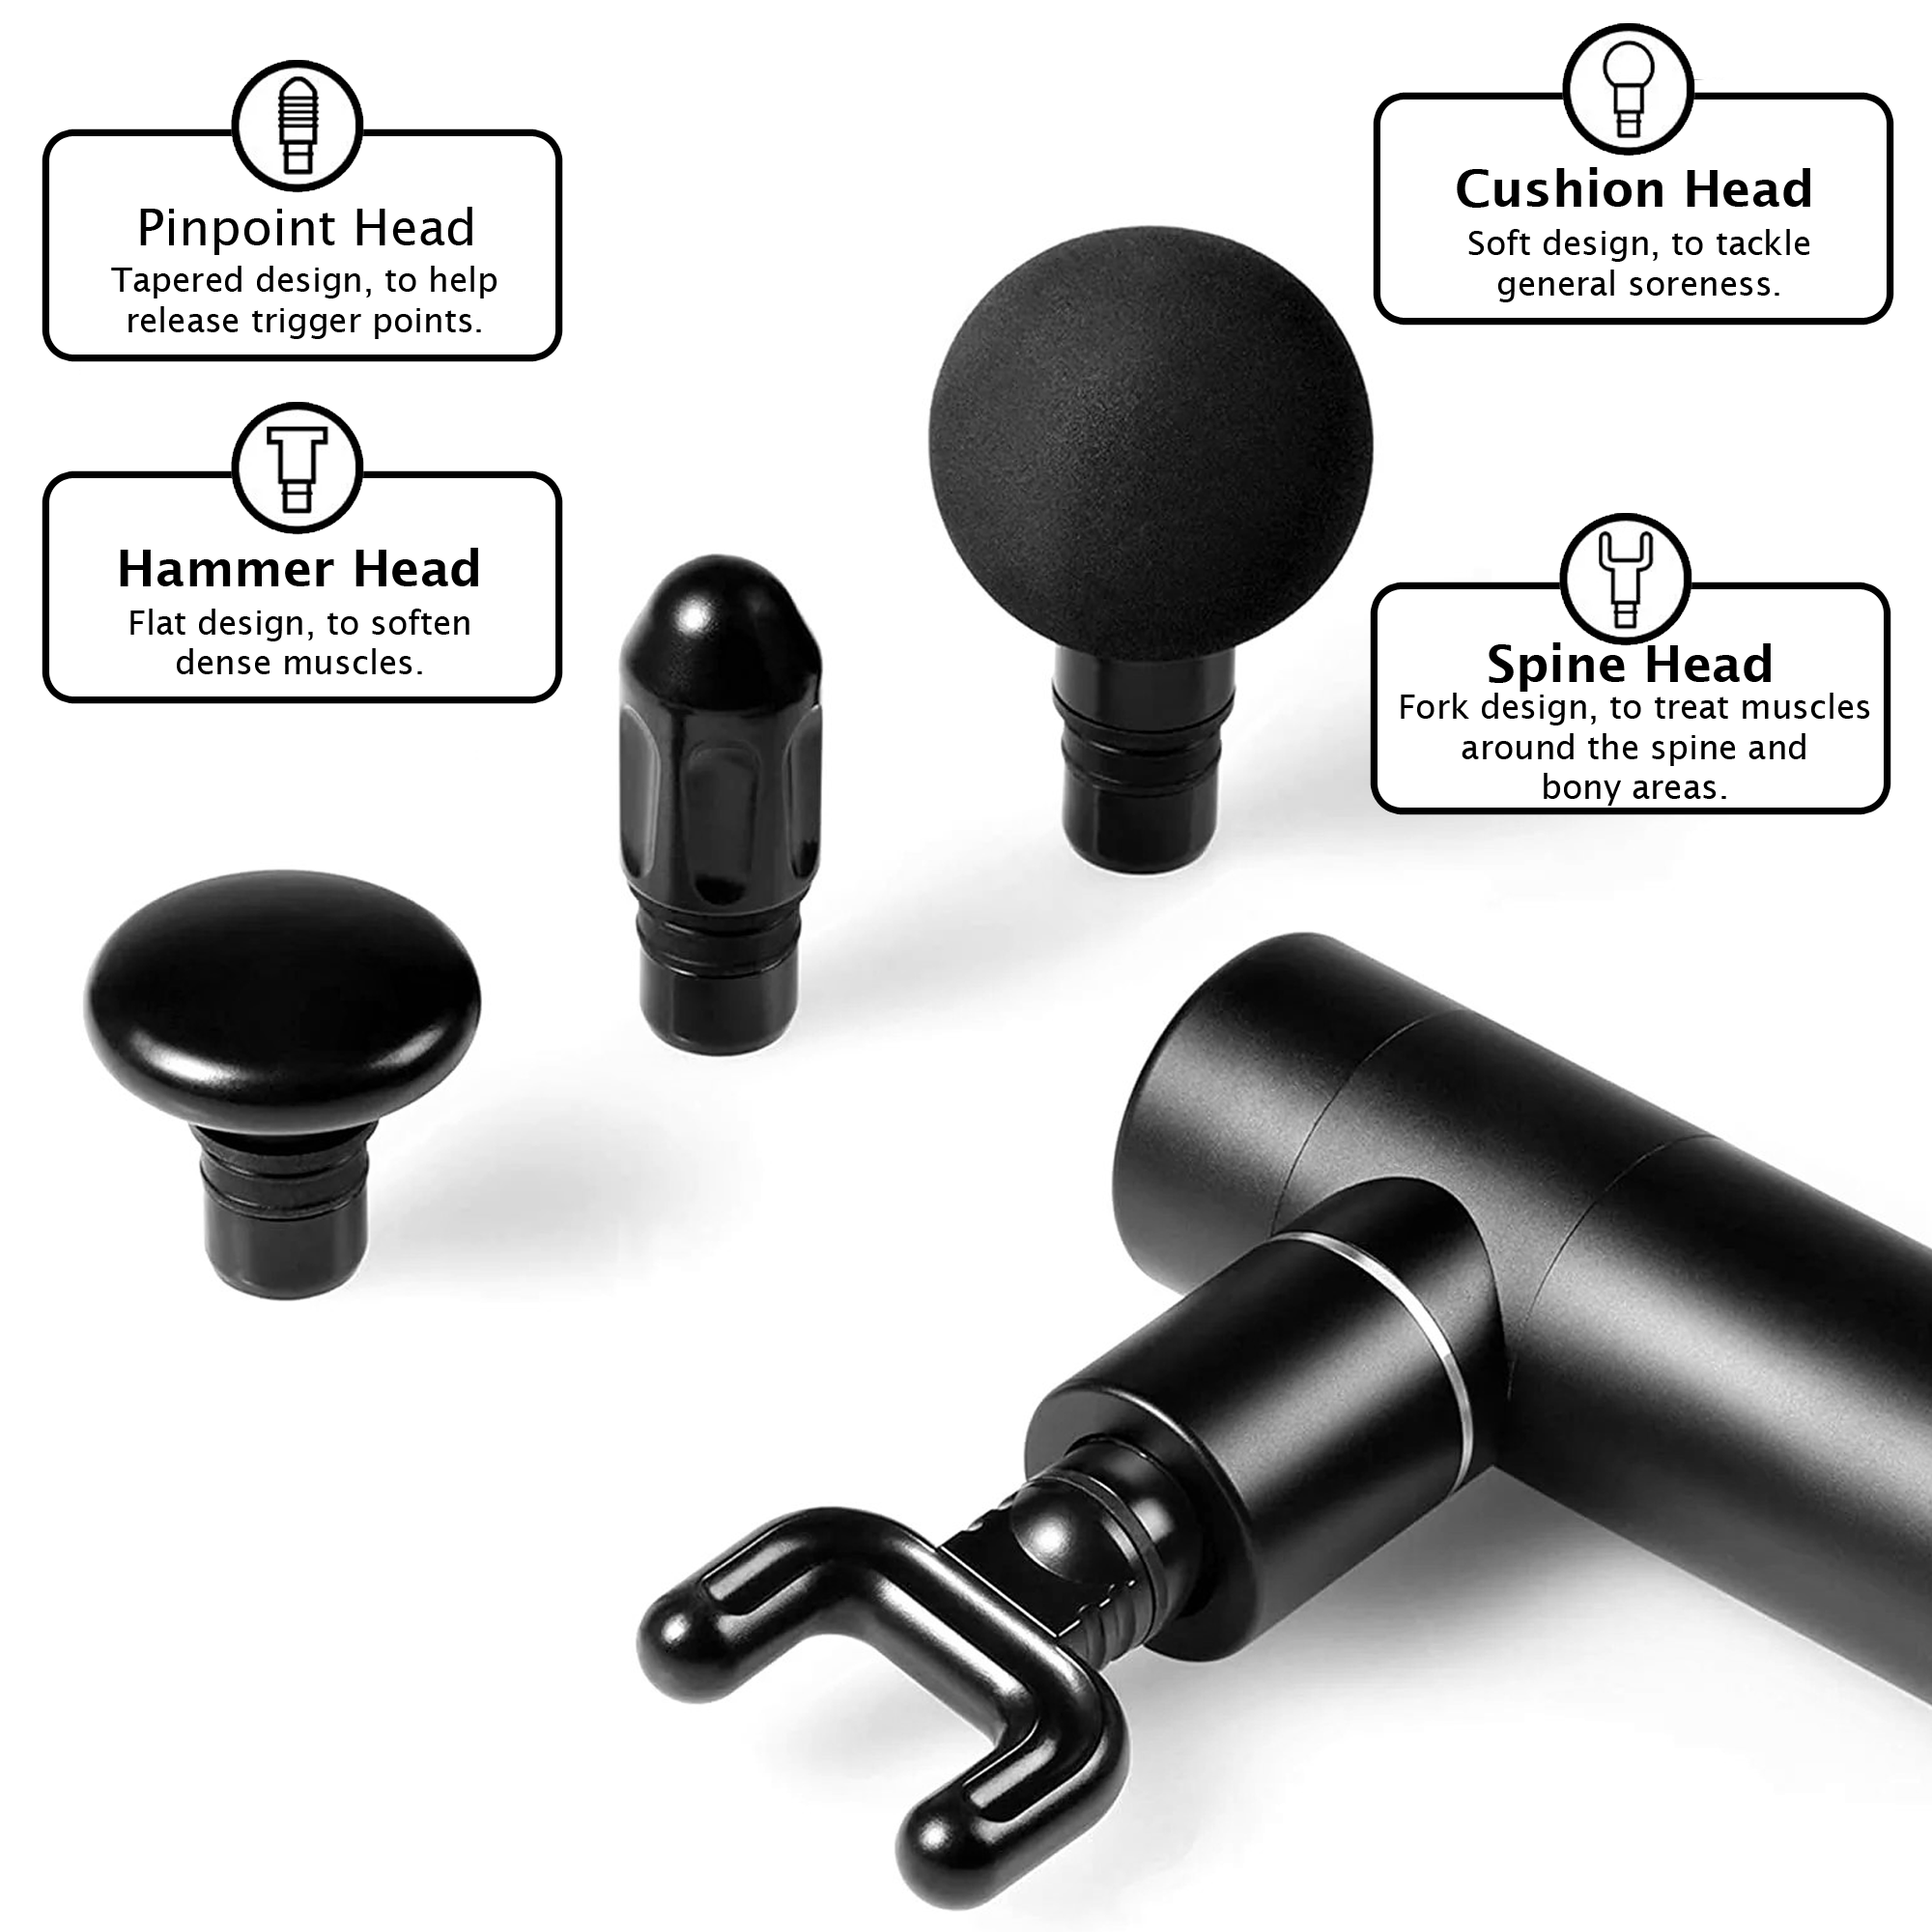 Pinpoint Head
Tapered design, to help
release trigger points.
Hammer Head
Flat design, to soften
dense muscles.
Cushion Head
Soft design, to tackle
general soreness.
Spine Head
Fork design, to treat muscles
around the spine and
bony areas.